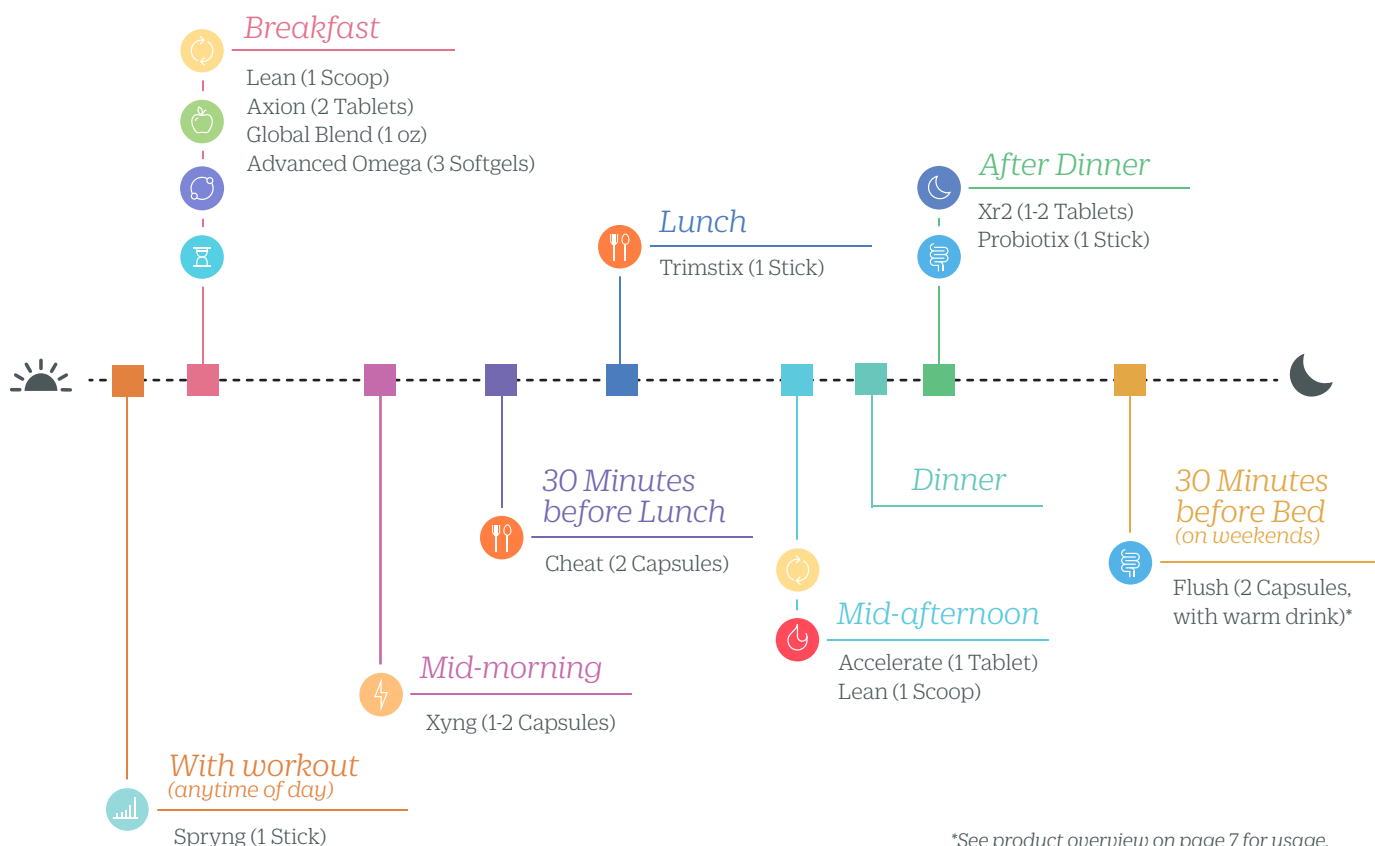 Breakfast
Lean (1 Scoop)
Axion (2 Tablets)
Global Blend (1 oz)
Advanced Omega (3 Softgels)
After Dinner
Xr2 (1-2 Tablets)
Probiotix (1 Stick)
Lunch
Trimstix (1 Stick)
30 Minutes
before Lunch
Cheat (2 Capsules)
Dinner
30 Minutes
before Bed
(on weekends)
Flush (2 Capsules,
with warm drink)*
Mid-afternoon
Accelerate (1 Tablet)
Lean (1 Scoop)
Mid-morning
Xyng (1-2 Capsules)
With workout
(anytime of day)
Spryng (1 Stick)
*See product overview on page 7 for usage.